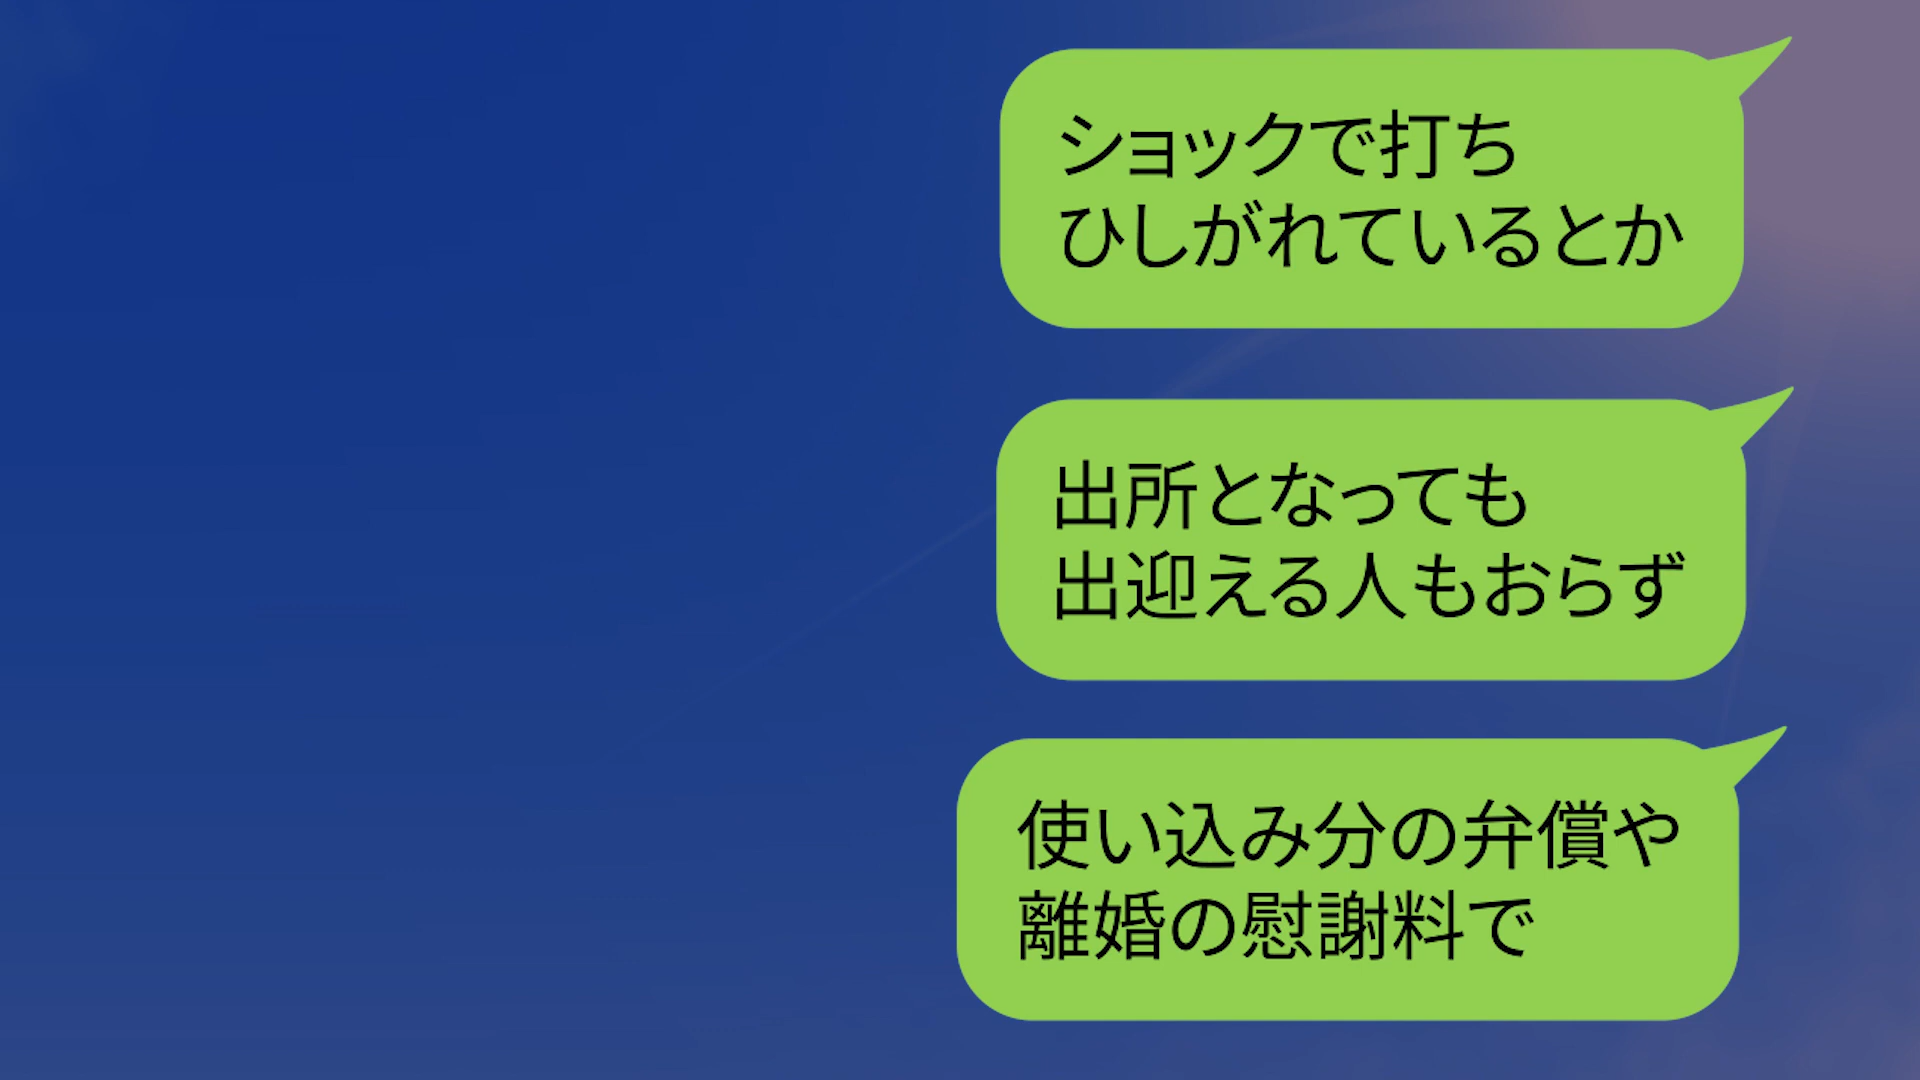 ショックで打ち
ひしがれているとか
出所となっても
出迎える人もおらず
使い込み分の弁償や
離婚の慰謝料で